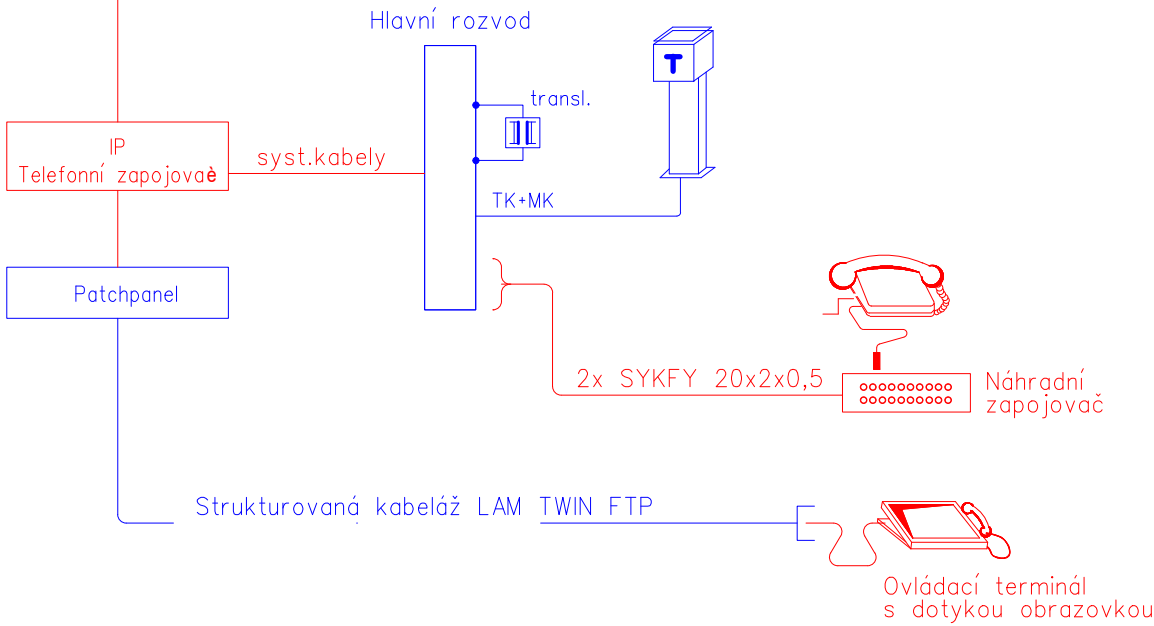 Hlavní rozvod
T
transl.
IP
Telefonní zapojovaè
syst.kabely
TK+MK
Patchpanel
2x SYKFY 20x2x0,5
Náhradní
zapojovač
Strukturovaná kabeláž LAM TWIN FTP
Ovládací terminál
s dotykou obrazovkou